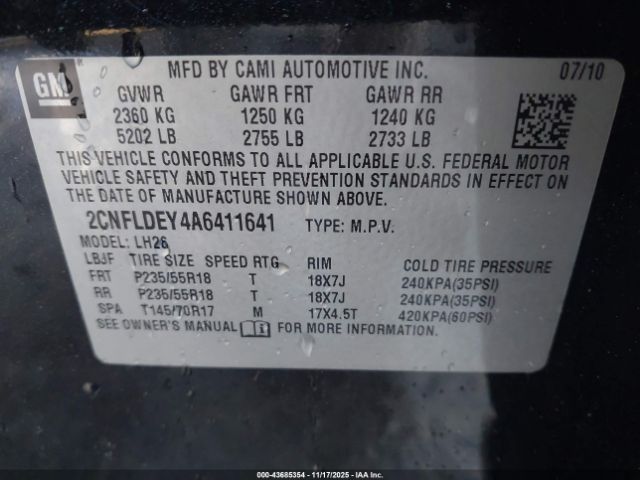 GM
MFD BY CAMI AUTOMOTIVE INC. 07/10
GVWR GAWR FRT GAWR RR
2360 KG 1250 KG 1240 KG
5202 LB 2755 LB 2733 LB
THIS VEHICLE CONFORMS TO ALL APPLICABLE U.S. FEDERAL MOTOR
VEHICLE SAFETY AND THEFT PREVENTION STANDARDS IN EFFECT ON
THE DATE OF MANUFACTURE SHOWN ABOVE.
2CNFLDEY4A6411641 TYPE: M.P.V.
MODEL: LH26
LBJF TIRE SIZE SPEED RTG RIM COLD TIRE PRESSURE
FRT P235/55R18 T 18X7J 240KPA(35PSI)
RR P235/55R18 T 18X7J 240KPA(35PSI)
SPA T145/70R17 M 17X4.5T 420KPA(60PSI)
SEE OWNER'S MANUAL FOR MORE INFORMATION.
000-43685354 | 11/17/2025 | IAAI.COM